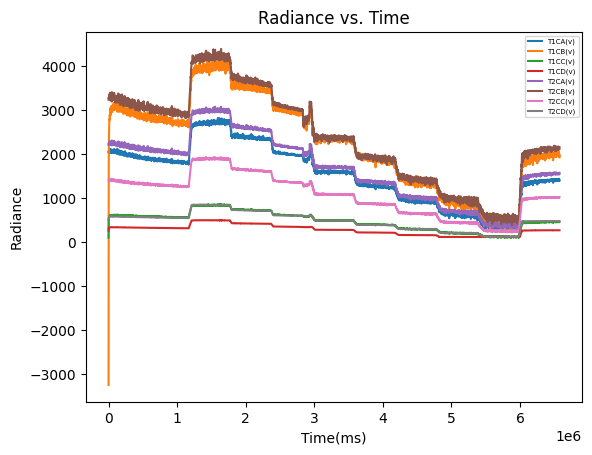 Radiance vs. Time
T1CA(v)
T1CB(v)
T1CC(v)
T1CD(v)
T2CA(v)
T2CB(v)
T2CC(v)
T2CD(v)
4000
3000
2000
1000
0
−1000
−2000
−3000
Radiance
0 1 2 3 4 5 6
1e6
Time(ms)